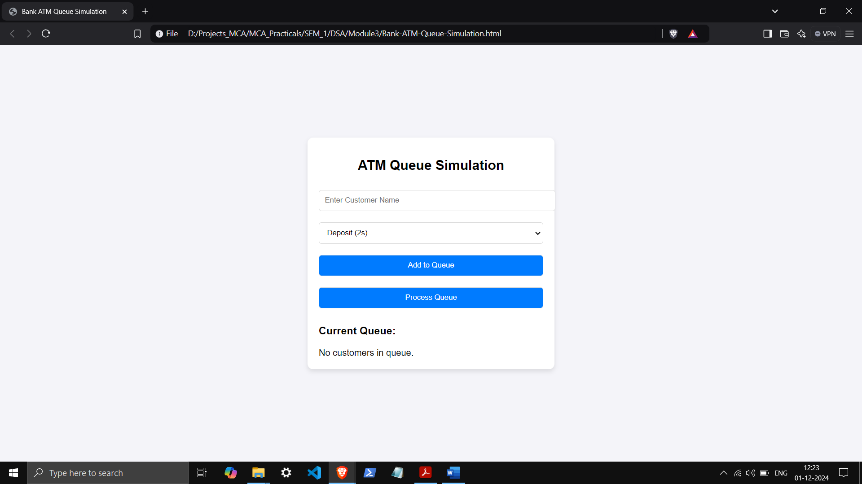 Bank ATM Queue Simulation
File D:/Projects_MCA/MCA_Practicals/SEM_1/DSA/Module3/Bank-ATM-Queue-Simulation.html
VPN
ATM Queue Simulation
Enter Customer Name
Deposit (2s)
Add to Queue
Process Queue
Current Queue:
No customers in queue.
Type here to search
ENG
12:23
01-12-2024